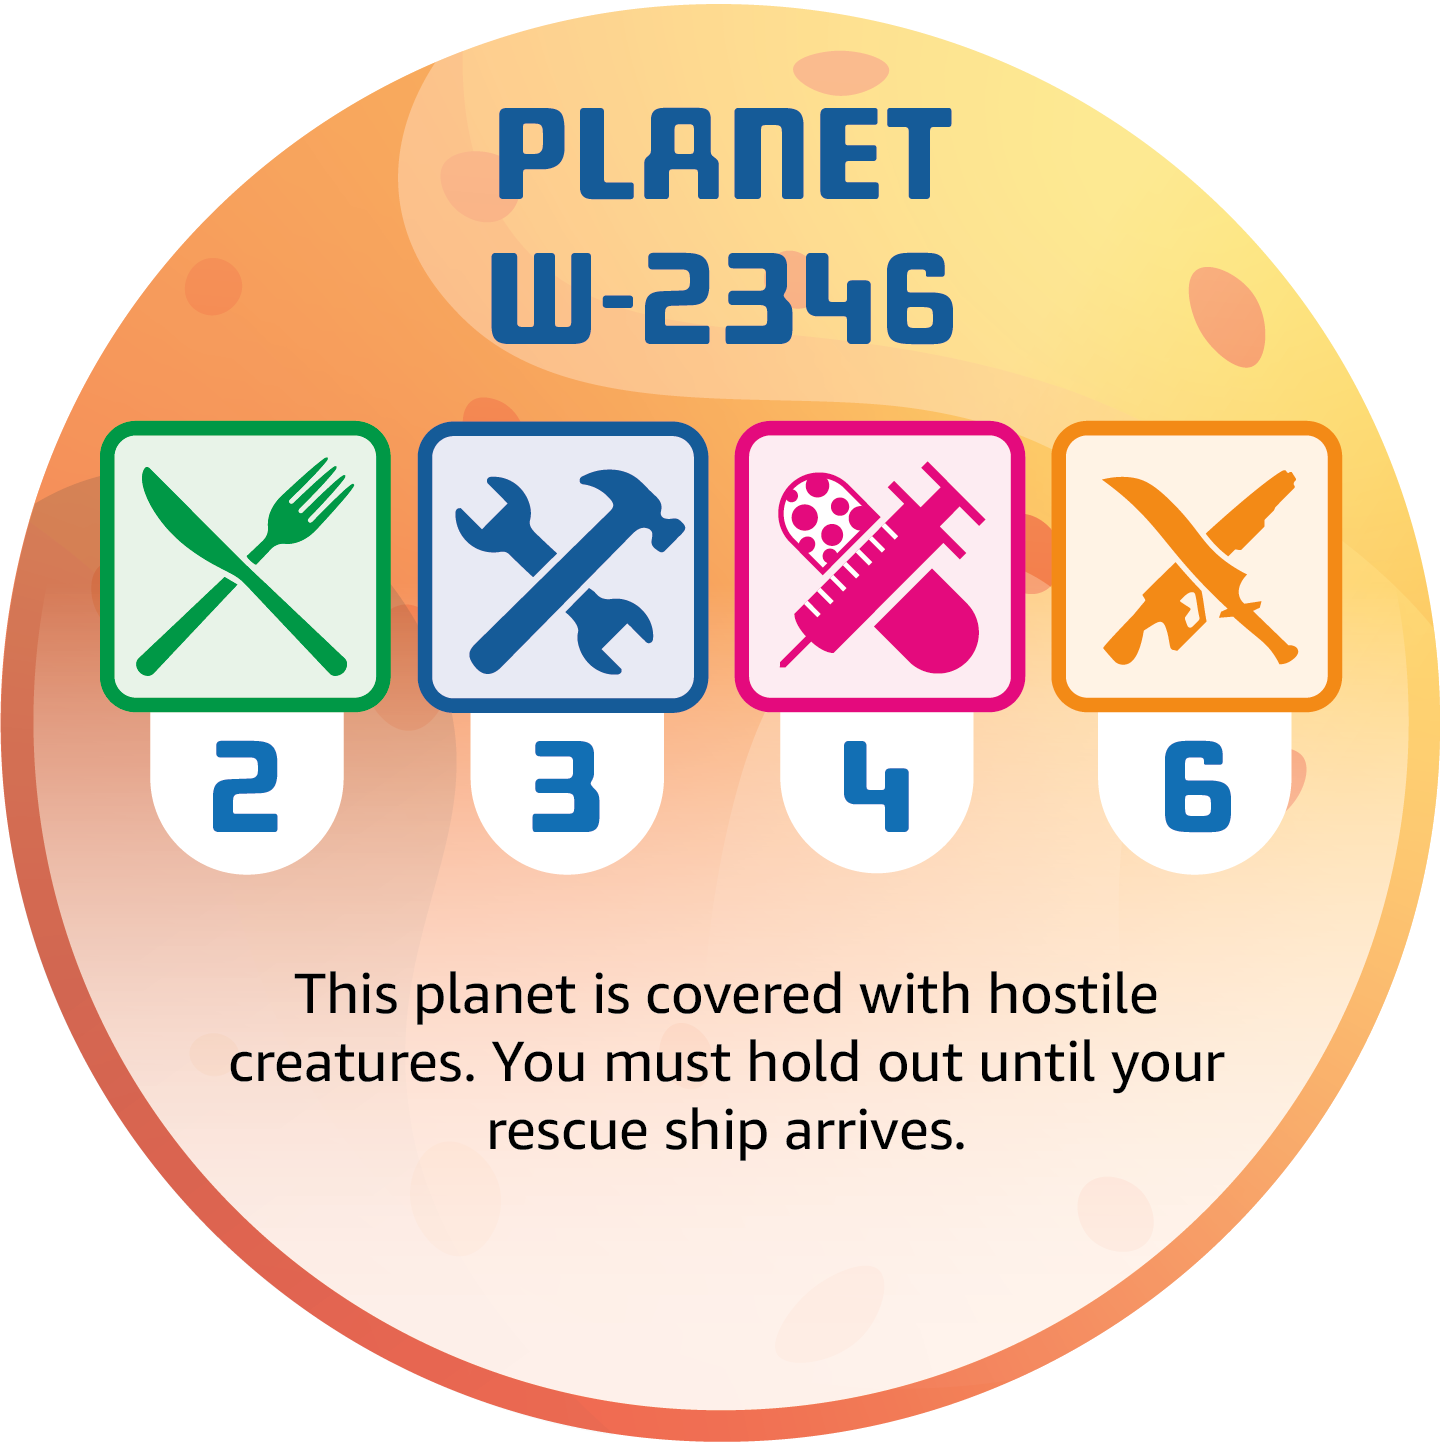 PLANET
W-2346
2 3 4 6
This planet is covered with hostile
creatures. You must hold out until your
rescue ship arrives.